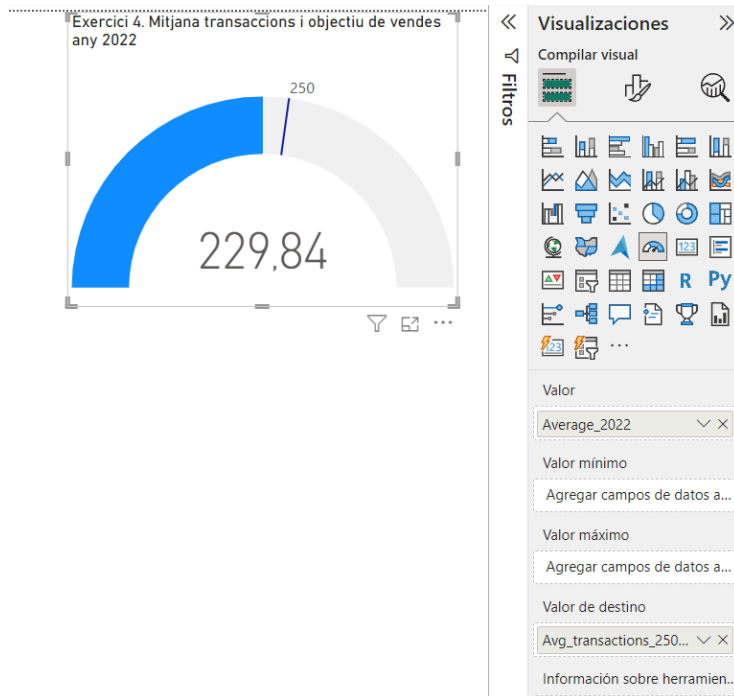 Exercici 4. Mitjana transaccions i objectiu de vendes
any 2022
250
229,84
Filtros
Visualizaciones
Compilar visual
123
R
Py
123
Valor
Average_2022
Valor mínimo
Agregar campos de datos a...
Valor máximo
Agregar campos de datos a...
Valor de destino
Avg_transactions_250...
Información sobre herramien...